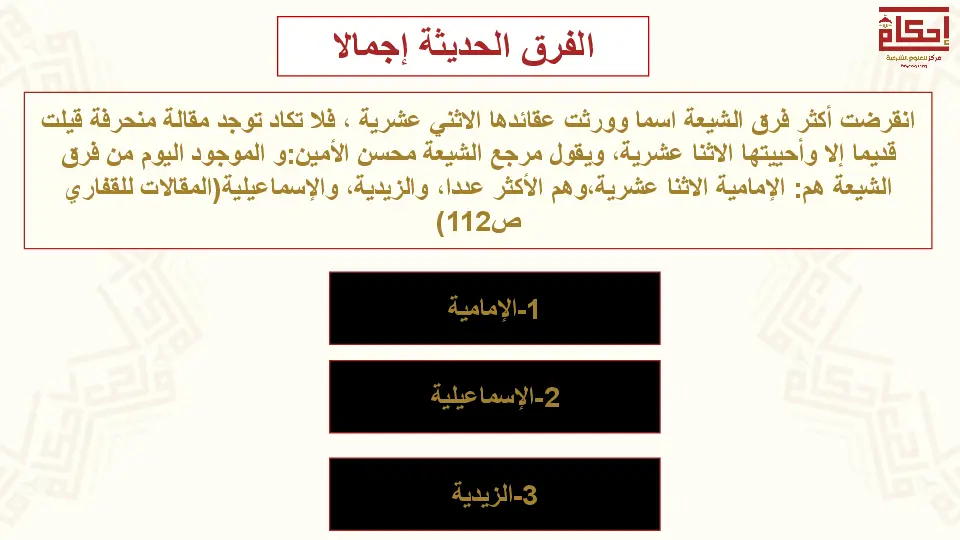 إحكام
مركز للعلوم الشرعية
الفرق الحديثة إجمالا
انقرضت أكثر فرق الشيعة اسما وورثت عقائدها الاثني عشرية ، فلا تكاد توجد مقالة منحرفة قيلت
قديما إلا وأحييتها الاثنا عشرية، ويقول مرجع الشيعة محسن الأمين:و الموجود اليوم من فرق
الشيعة هم: الإمامية الاثنا عشرية،وهم الأكثر عددا، والزيدية، والإسماعيلية(المقالات للقفاري
ص112)
1-الإمامية
2-الإسماعيلية
3-الزيدية